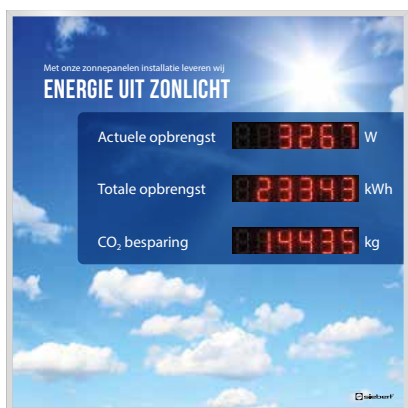 Met onze zonnepanelen installatie leveren wij
ENERGIE UIT ZONLICHT
Actuele opbrengst 3267 W
Totale opbrengst 23343 kWh
CO₂ besparing 14435 kg
siebert